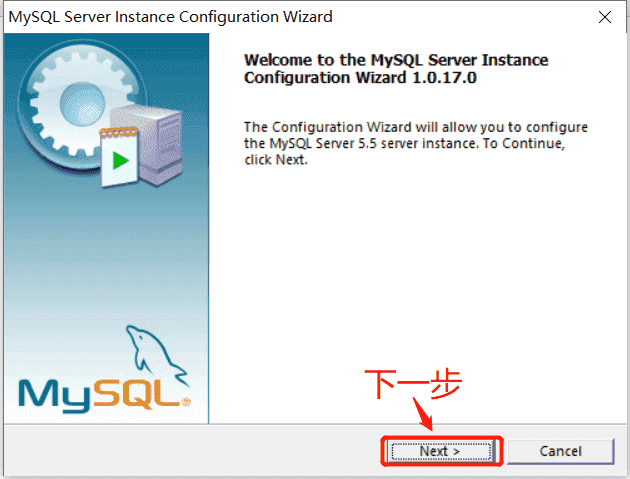 MySQL Server Instance Configuration Wizard
Welcome to the MySQL Server Instance
Configuration Wizard 1.0.17.0
The Configuration Wizard will allow you to configure
the MySQL Server 5.5 server instance. To Continue,
click Next.
MySQL®
下一步
Next >
Cancel